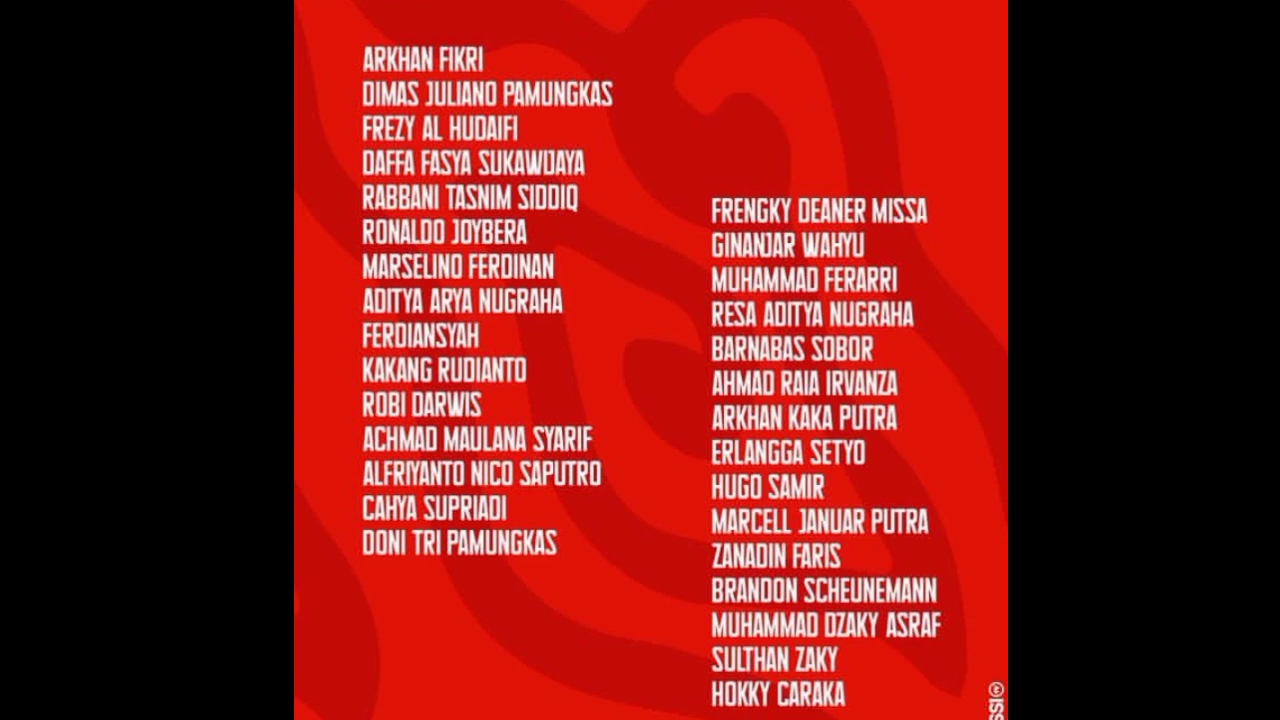 ARKHAN FIKRI
DIMAS JULIANO PAMUNGKAS
FREZY AL HUDAIFI
DAFFA FASYA SUKAWIJAYA
RABBANI TASNIM SIDDIQ
RONALDO JOYBERA
MARSELINO FERDINAN
ADITYA ARYA NUGRAHA
FERDIANSYAH
KAKANG RUDIANTO
ROBI DARWIS
ACHMAD MAULANA SYARIF
ALFRIYANTO NICO SAPUTRO
CAHYA SUPRIADI
DONI TRI PAMUNGKAS
FRENGKY DEANER MISSA
GINANJAR WAHYU
MUHAMMAD FERARRI
RESA ADITYA NUGRAHA
BARNABAS SOBOR
AHMAD RAIA IRVANZA
ARKHAN KAKA PUTRA
ERLANGGA SETYO
HUGO SAMIR
MARCELL JANUAR PUTRA
ZANADIN FARIS
BRANDON SCHEUNEMANN
MUHAMMAD DZAKY ASRAF
SULTHAN ZAKY
HOKKY CARAKA